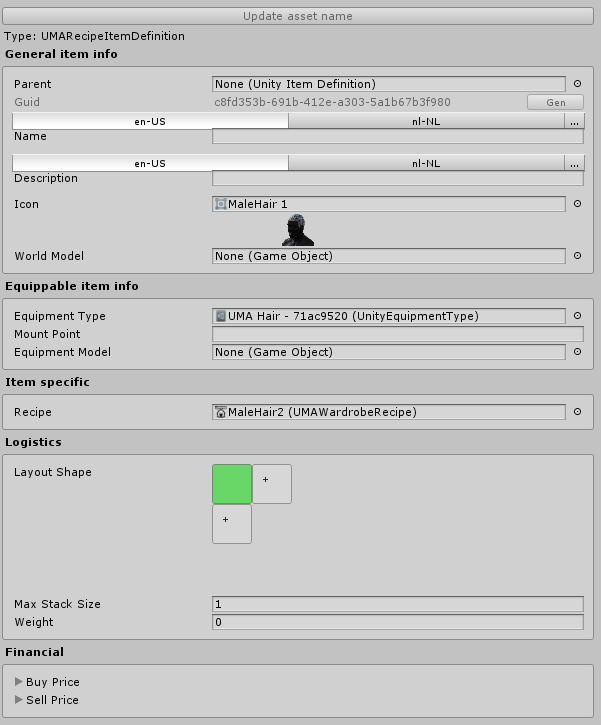 Update asset name
Type: UMARecipeItemDefinition
General item info
Parent None (Unity Item Definition)
Guid c8fd353b-691b-412e-a303-5a1b67b3f980 Gen
en-US nl-NL ...
Name
en-US nl-NL ...
Description
Icon MaleHair 1
World Model None (Game Object)
Equippable item info
Equipment Type UMA Hair - 71ac9520 (UnityEquipmentType)
Mount Point
Equipment Model None (Game Object)
Item specific
Recipe MaleHair2 (UMAWardrobeRecipe)
Logistics
Layout Shape +
+
Max Stack Size 1
Weight 0
Financial
Buy Price
Sell Price